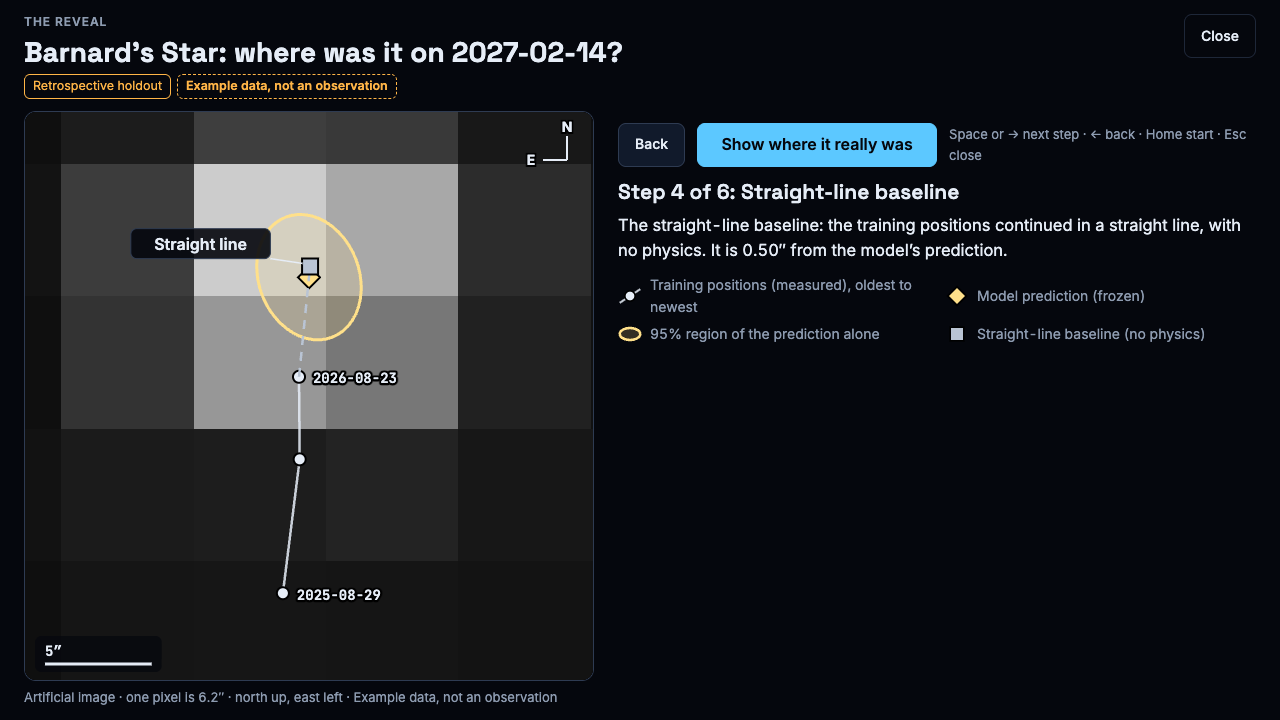 THE REVEAL
Barnard's Star: where was it on 2027-02-14?
Retrospective holdout
Example data, not an observation
Close
N
E
Straight line
2026-08-23
2025-08-29
5″
Artificial image · one pixel is 6.2″ · north up, east left · Example data, not an observation
Back
Show where it really was
Space or → next step · ← back · Home start · Esc
close
Step 4 of 6: Straight-line baseline
The straight-line baseline: the training positions continued in a straight line, with
no physics. It is 0.50″ from the model's prediction.
Training positions (measured), oldest to
newest
Model prediction (frozen)
95% region of the prediction alone
Straight-line baseline (no physics)